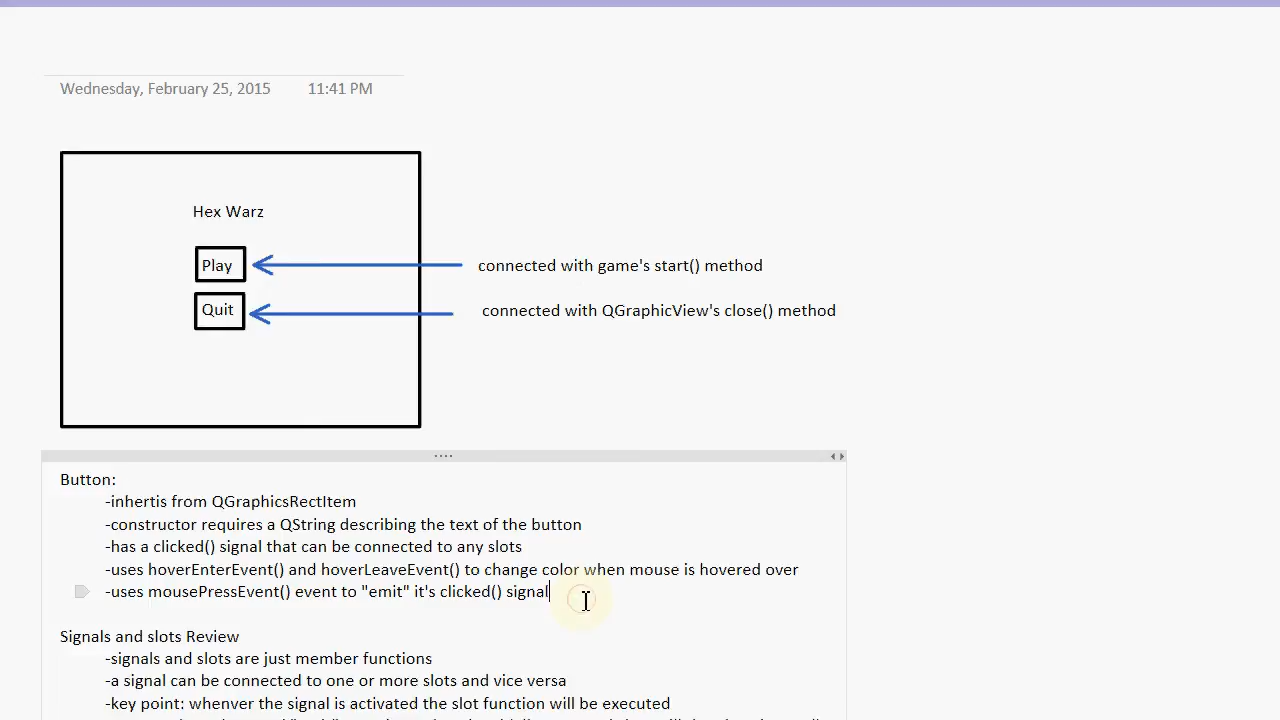 Wednesday, February 25, 2015 11:41 PM
Hex Warz
Play
connected with game's start() method
Quit
connected with QGraphicView's close() method
Button:
-inhertis from QGraphicsRectItem
-constructor requires a QString describing the text of the button
-has a clicked() signal that can be connected to any slots
-uses hoverEnterEvent() and hoverLeaveEvent() to change color when mouse is hovered over
-uses mousePressEvent() event to "emit" it's clicked() signal
Signals and slots Review
-signals and slots are just member functions
-a signal can be connected to one or more slots and vice versa
-key point: whenver the signal is activated the slot function will be executed